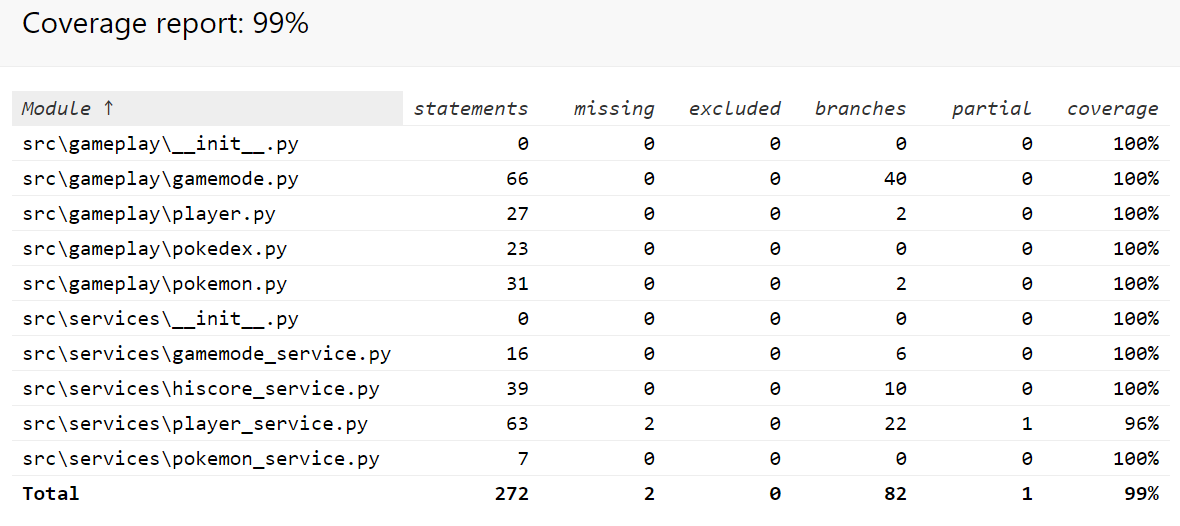 Coverage report: 99%
Module ↑ statements missing excluded branches partial coverage
src\gameplay\__init__.py 0 0 0 0 0 100%
src\gameplay\gamemode.py 66 0 0 40 0 100%
src\gameplay\player.py 27 0 0 2 0 100%
src\gameplay\pokedex.py 23 0 0 0 0 100%
src\gameplay\pokemon.py 31 0 0 2 0 100%
src\services\__init__.py 0 0 0 0 0 100%
src\services\gamemode_service.py 16 0 0 6 0 100%
src\services\hiscore_service.py 39 0 0 10 0 100%
src\services\player_service.py 63 2 0 22 1 96%
src\services\pokemon_service.py 7 0 0 0 0 100%
Total 272 2 0 82 1 99%